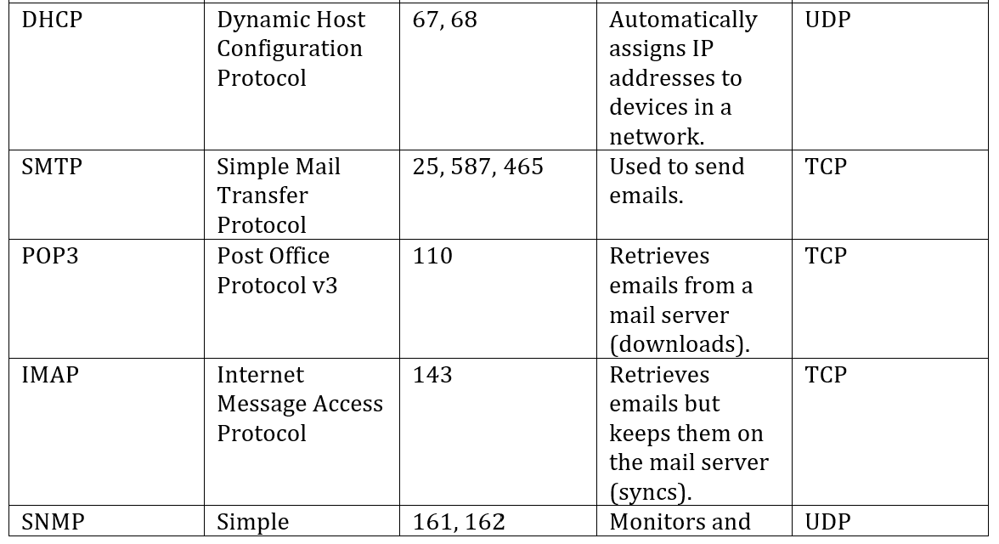 DHCP
Dynamic Host
Configuration
Protocol
67, 68
Automatically
assigns IP
addresses to
devices in a
network.
UDP
SMTP
Simple Mail
Transfer
Protocol
25, 587, 465
Used to send
emails.
TCP
POP3
Post Office
Protocol v3
110
Retrieves
emails from a
mail server
(downloads).
TCP
IMAP
Internet
Message Access
Protocol
143
Retrieves
emails but
keeps them on
the mail server
(syncs).
TCP
SNMP
Simple
161, 162
Monitors and
UDP